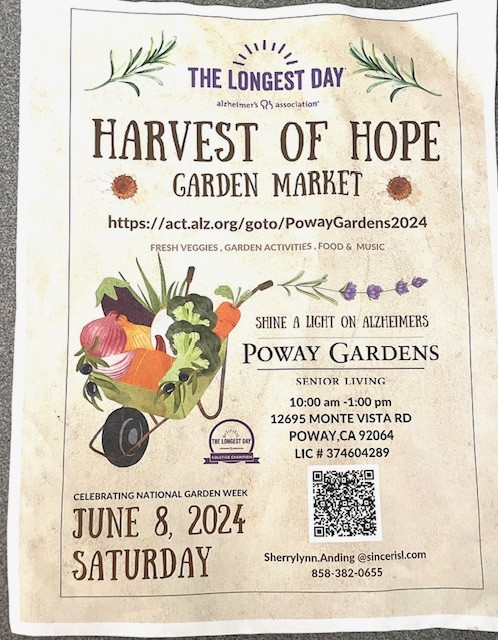 THE LONGEST DAY
alzheimer's association®
HARVEST OF HOPE
GARDEN MARKET
https://act.alz.org/goto/PowayGardens2024
FRESH VEGGIES , GARDEN ACTIVITIES , FOOD & MUSIC
SHINE A LIGHT ON ALZHEIMERS
POWAY GARDENS
SENIOR LIVING
10:00 am -1:00 pm
12695 MONTE VISTA RD
POWAY,CA 92064
LIC # 374604289
THE LONGEST DAY
SOLSTICE CHAMPION
CELEBRATING NATIONAL GARDEN WEEK
JUNE 8, 2024
SATURDAY
Sherrylynn.Anding @sincerisl.com
858-382-0655